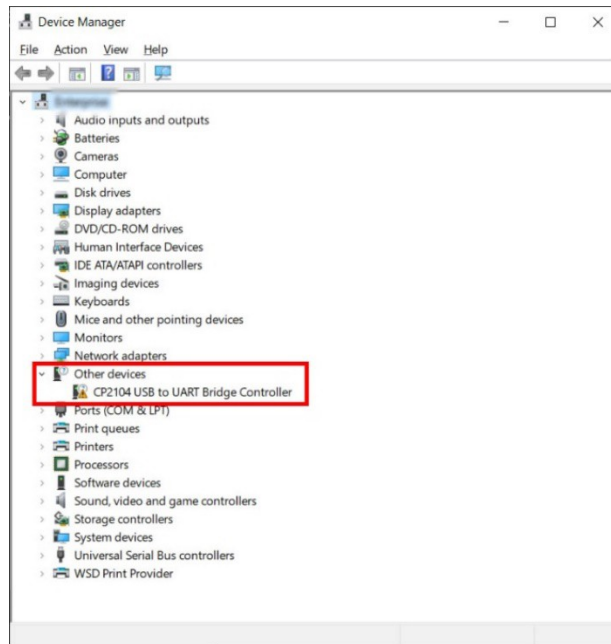 Device Manager
File Action View Help
Audio inputs and outputs
Batteries
Cameras
Computer
Disk drives
Display adapters
DVD/CD-ROM drives
Human Interface Devices
IDE ATA/ATAPI controllers
Imaging devices
Keyboards
Mice and other pointing devices
Monitors
Network adapters
Other devices
CP2104 USB to UART Bridge Controller
Ports (COM & LPT)
Print queues
Printers
Processors
Software devices
Sound, video and game controllers
Storage controllers
System devices
Universal Serial Bus controllers
WSD Print Provider